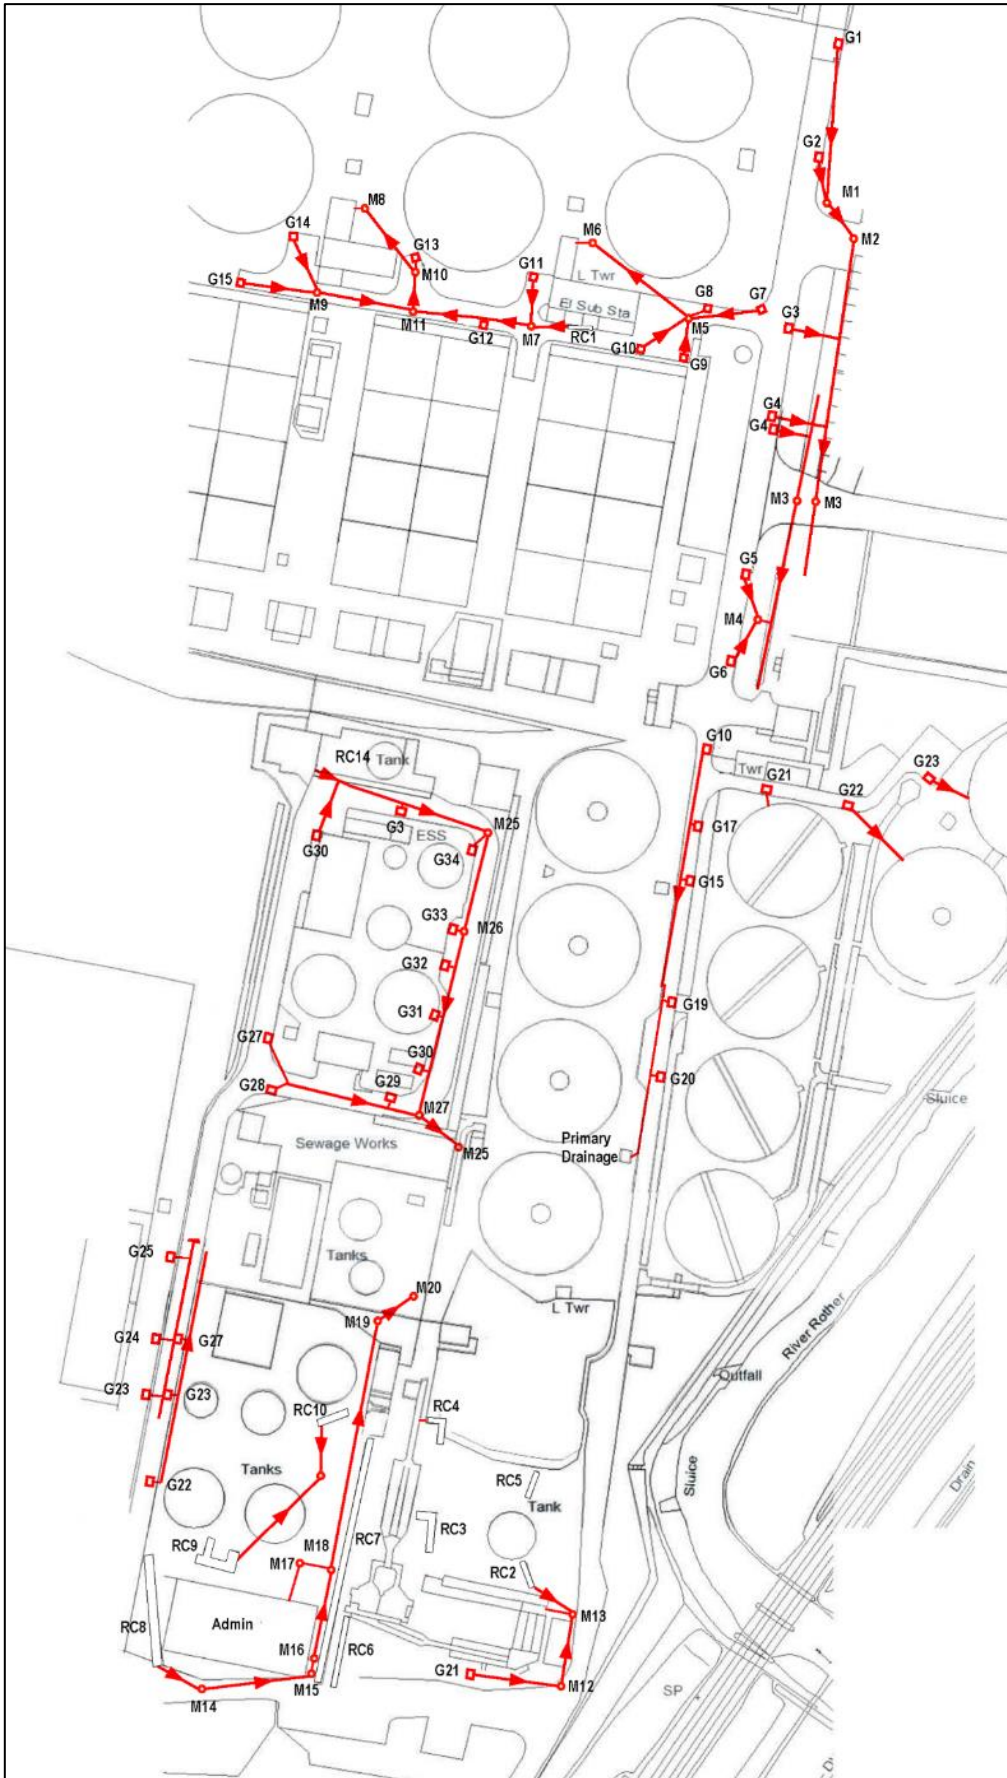 G1
G2
M1
M2
M8
G14
G13
M6
G15
M10
G11
L Twr
M9
M11
G12
M7
El Sub Sta
RC1
G8
G7
M5
G10
G9
G3
G4
G4
M3
M3
G5
M4
G6
G10
Twr
G21
G22
G23
RC14
Tank
G3
M25
ESS
G30
G34
G17
G15
G33
M26
G32
G31
G19
G27
G30
G20
G28
G29
M27
Sewage Works
M25
Primary
Drainage
Sluice
G25
Tanks
M20
L Twr
M19
River Rother
G24
G27
Outfall
G23
G23
RC10
RC4
Tanks
RC5
Tank
Sluice
Drain
G22
RC3
RC9
RC7
M17
M18
RC2
RC8
Admin
M13
M16
RC6
G21
M15
M14
M12
SP
D